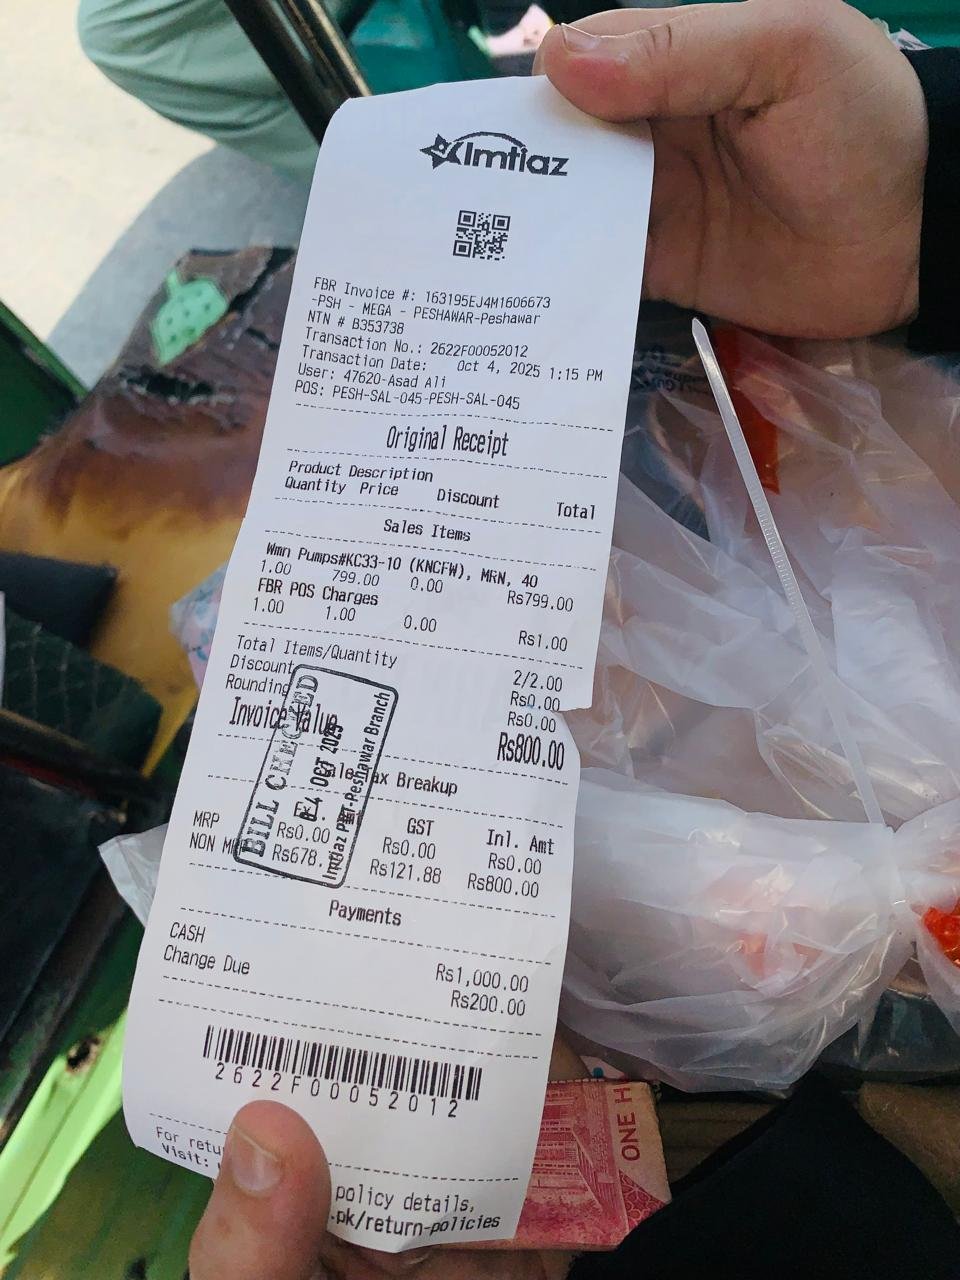 Imtiaz
FBR Invoice #: 163195EJ4M1606673
-PSH - MEGA - PESHAWAR-Peshawar
NTN # B353738
Transaction No.: 2622F00052012
Transaction Date: Oct 4, 2025 1:15 PM
User: 47620-Asad Ali
POS: PESH-SAL-045-PESH-SAL-045
Original Receipt
Product Description
Quantity Price Discount Total
Sales Items
Wmn Pumps#KC33-10 (KNCFW), MRN, 40
1.00 799.00 0.00 Rs799.00
FBR POS Charges
1.00 1.00 0.00 Rs1.00
Total Items/Quantity 2/2.00
Discount Rs0.00
Rounding Rs0.00
Invoice Value Rs800.00
Tax Breakup
GST Inl. Amt
MRP Rs0.00 Rs0.00 Rs0.00
NON Rs678. Rs121.88 Rs800.00
BILL CHECKED
4 OCT 2025
Imtiaz -Peshawar Branch
Payments
CASH Rs1,000.00
Change Due Rs200.00
2622F00052012
For policy details,
Visit: .pk/return-policies
ONE